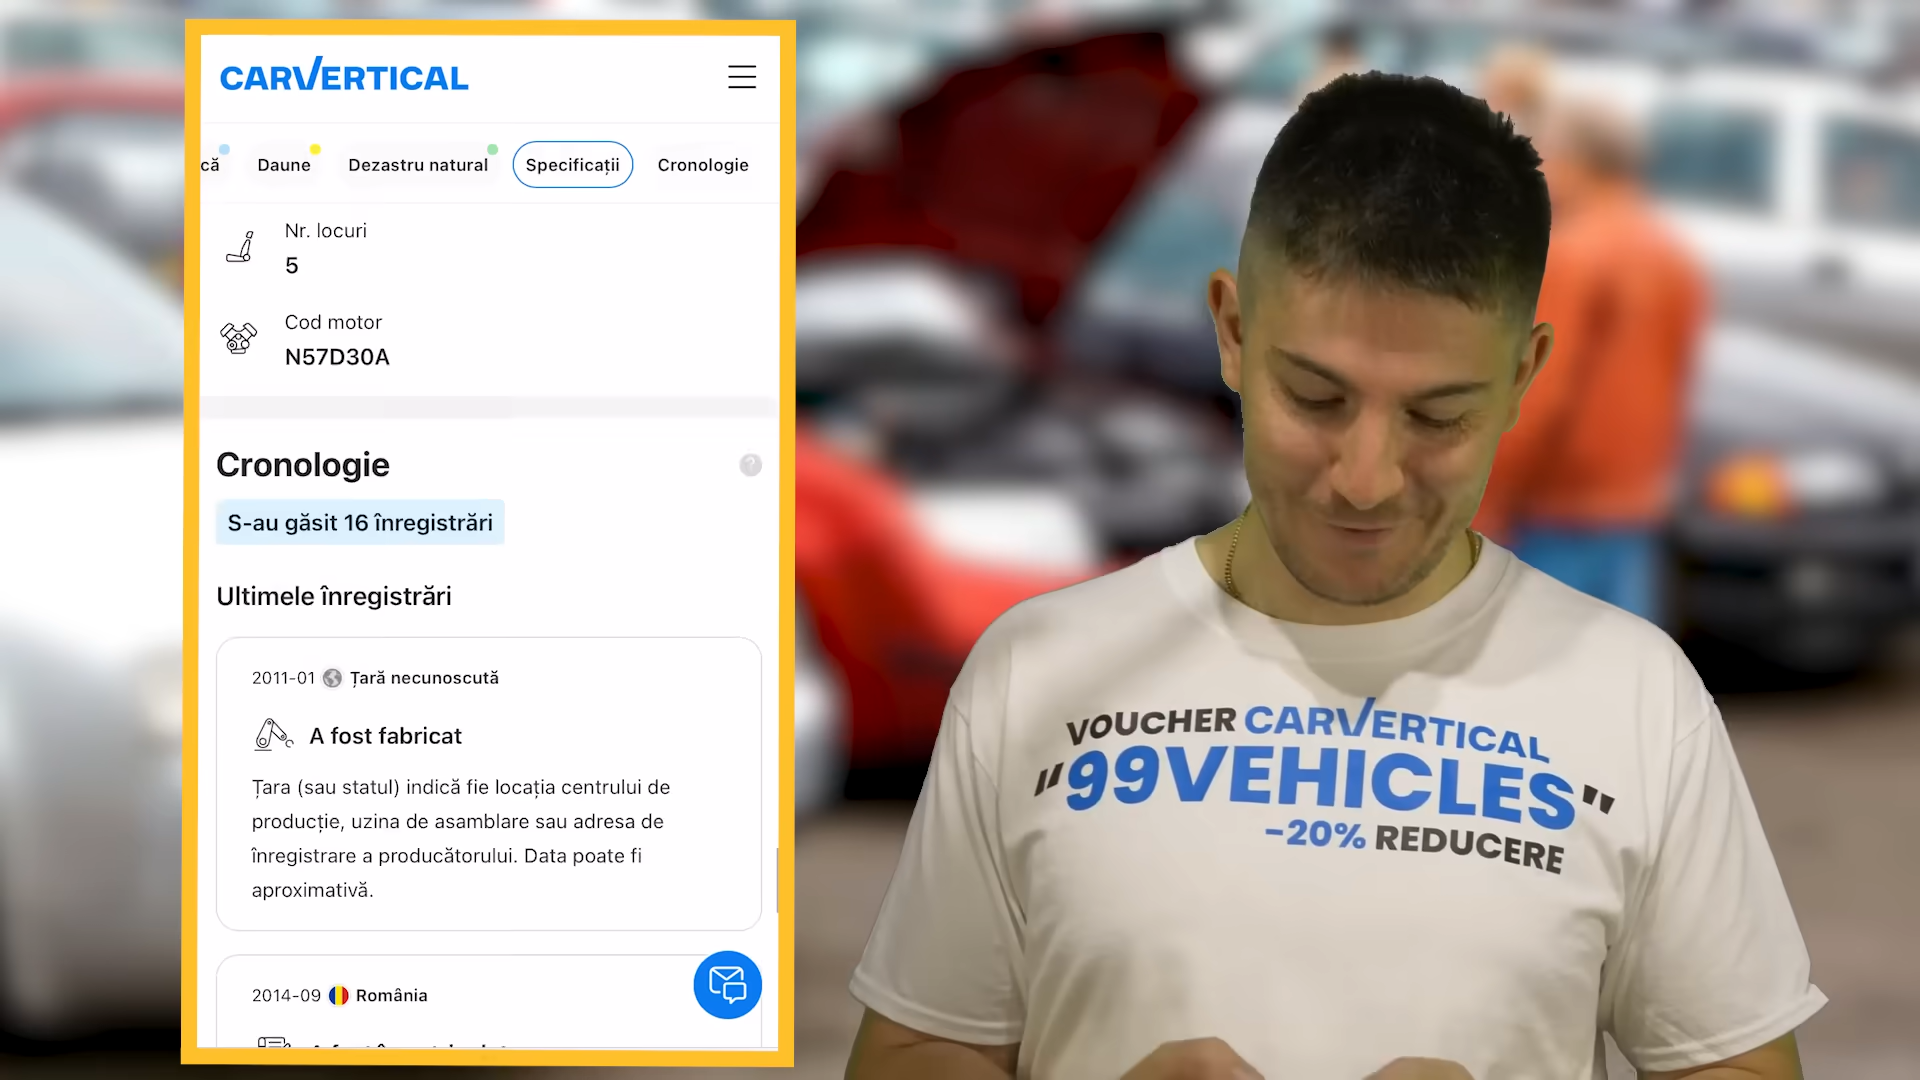 CARVERTICAL
că Daune Dezastru natural Specificații Cronologie
Nr. locuri
5
Cod motor
N57D30A
Cronologie
?
S-au găsit 16 înregistrări
Ultimele înregistrări
2011-01 Țară necunoscută
A fost fabricat
Țara (sau statul) indică fie locația centrului de
producție, uzina de asamblare sau adresa de
înregistrare a producătorului. Data poate fi
aproximativă.
2014-09 România
VOUCHER CARVERTICAL
"99VEHICLES"
-20% REDUCERE